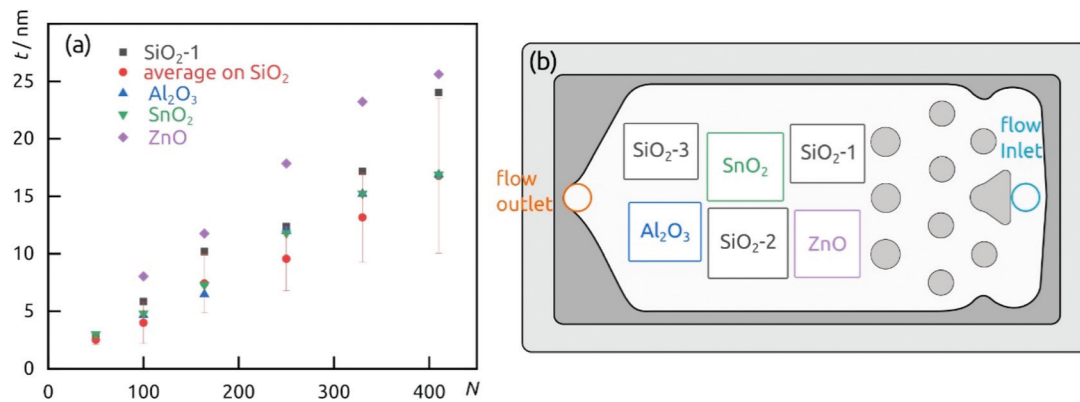 (a)
t / nm
25
20
15
10
5
0
0 100 200 300 400 N
SiO₂-1
average on SiO₂
Al₂O₃
SnO₂
ZnO
(b)
flow
Inlet
flow
outlet
SiO₂-3
SnO₂
SiO₂-1
Al₂O₃
SiO₂-2
ZnO